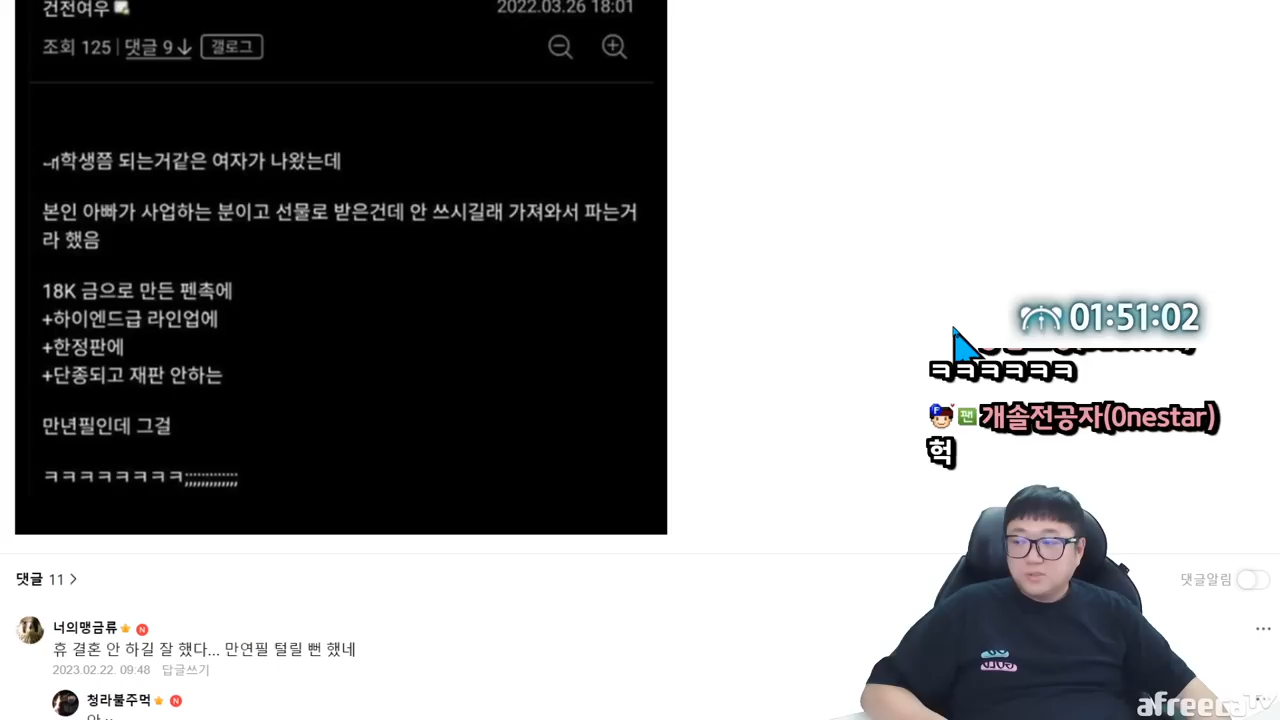 건전여우
2022.03.26 18:01
조회 125 댓글 9↓ 갤로그
학생쯤 되는거같은 여자가 나왔는데
본인 아빠가 사업하는 분이고 선물로 받은건데 안 쓰시길래 가져와서 파는거
라 했음
18K 금으로 만든 펜촉에
+하이엔드급 라인업에
+한정판에
+단종되고 재판 안하는
만년필인데 그걸
ㅋㅋㅋㅋㅋㅋㅋㅋ;;;;;;;;;;;;;
01:51:02
ㅋㅋㅋㅋㅋㅋ
F 팬 개솔전공자(0nestar)
헉
댓글 11 >
댓글알림
너의맹금류 N
휴 결혼 안 하길 잘 했다... 만연필 털릴 뻔 했네
2023.02.22. 09:48 답글쓰기
청라불주먹 N
GOLD
afreecaTV